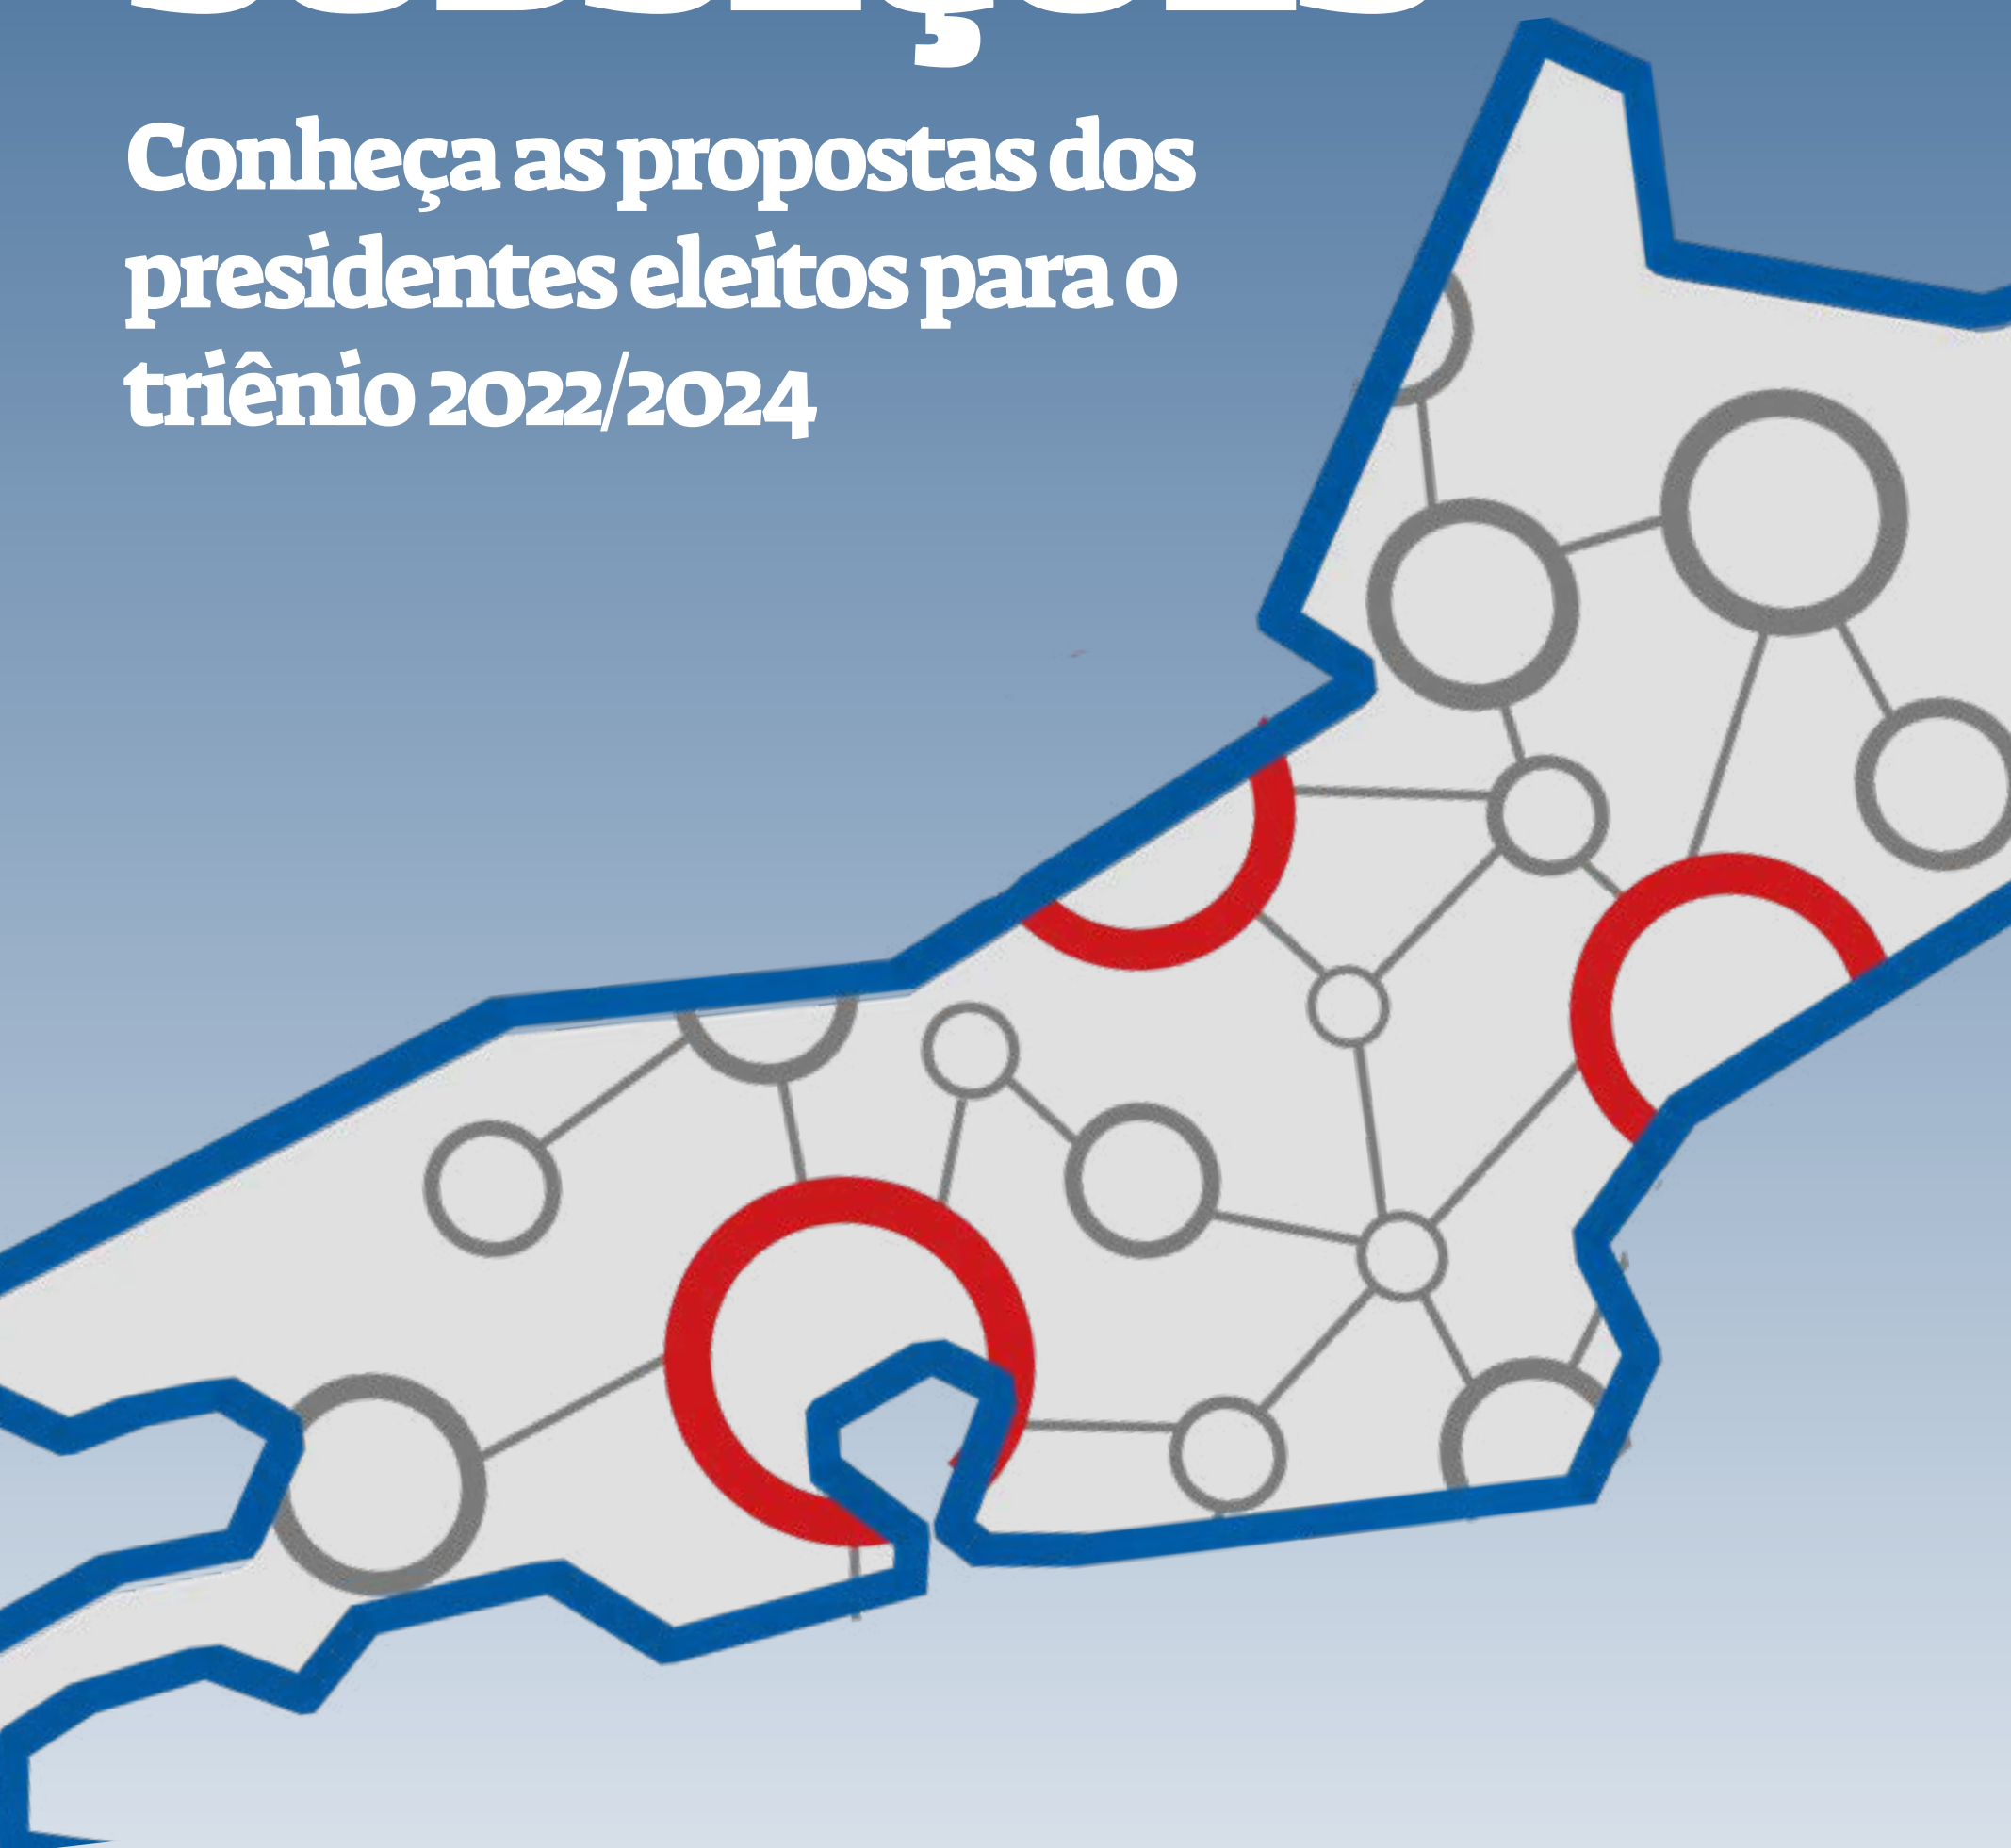 Conheça as propostas dos
presidentes eleitos para o
triênio 2022/2024